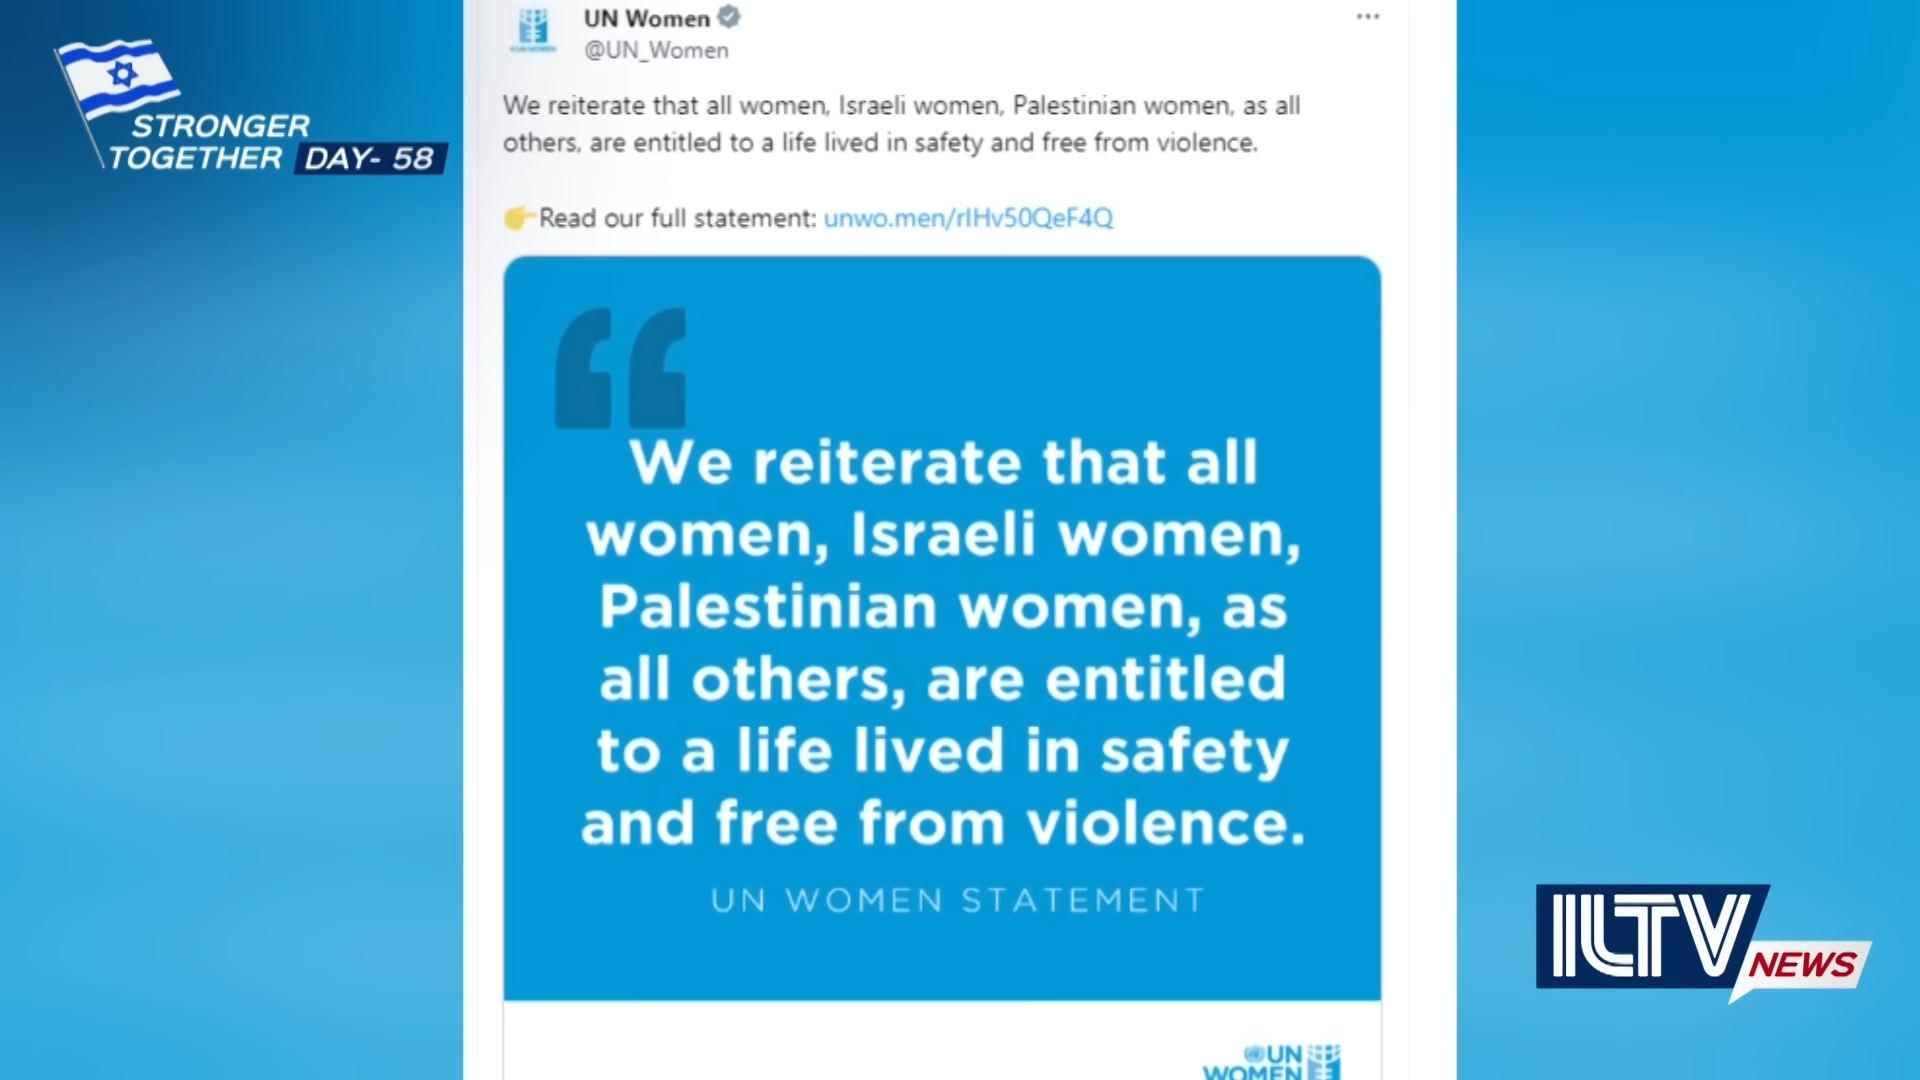 STRONGER
TOGETHER DAY- 58
UN Women
@UN_Women
We reiterate that all women, Israeli women, Palestinian women, as all
others, are entitled to a life lived in safety and free from violence.
Read our full statement: unwo.men/rIHv50QeF4Q
We reiterate that all
women, Israeli women,
Palestinian women, as
all others, are entitled
to a life lived in safety
and free from violence.
UN WOMEN STATEMENT
UN
WOMEN
ILTV
NEWS